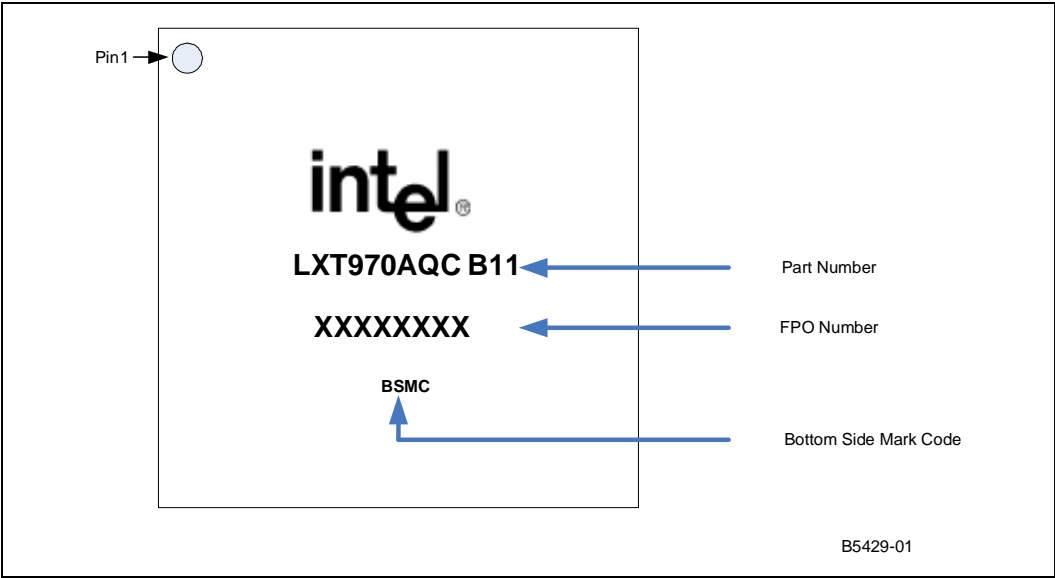 Pin1
intel®
LXT970AQC B11
Part Number
XXXXXXXX
FPO Number
BSMC
Bottom Side Mark Code
B5429-01